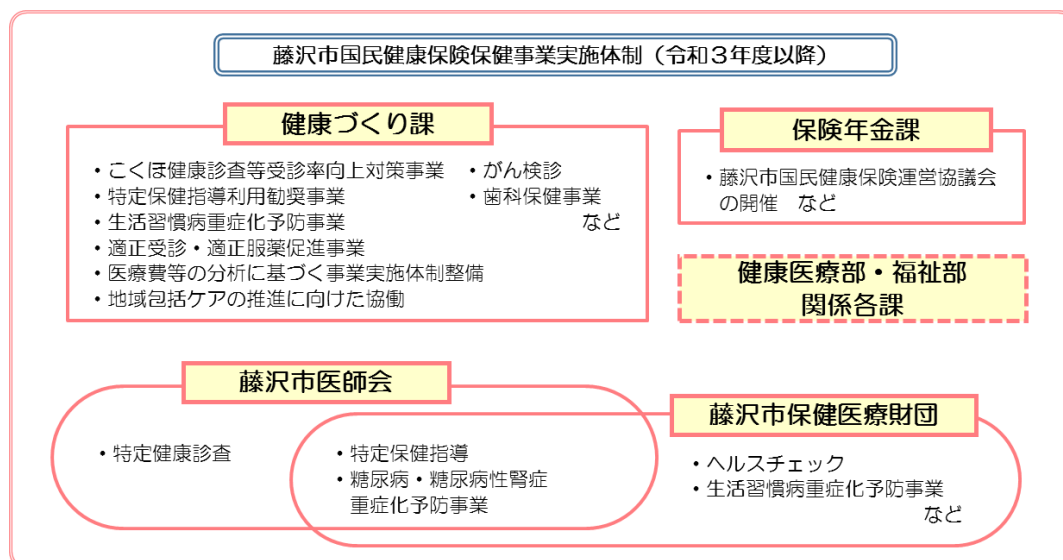 藤沢市国民健康保険保健事業実施体制（令和３年度以降）
健康づくり課
・こくほ健康診査等受診率向上対策事業
・特定保健指導利用勧奨事業
・生活習慣病重症化予防事業
・適正受診・適正服薬促進事業
・医療費等の分析に基づく事業実施体制整備
・地域包括ケアの推進に向けた協働
・がん検診
・歯科保健事業
など
保険年金課
・藤沢市国民健康保険運営協議会
の開催　など
健康医療部・福祉部
関係各課
藤沢市医師会
・特定健康診査
・特定保健指導
・糖尿病・糖尿病性腎症
重症化予防事業
藤沢市保健医療財団
・ヘルスチェック
・生活習慣病重症化予防事業
など